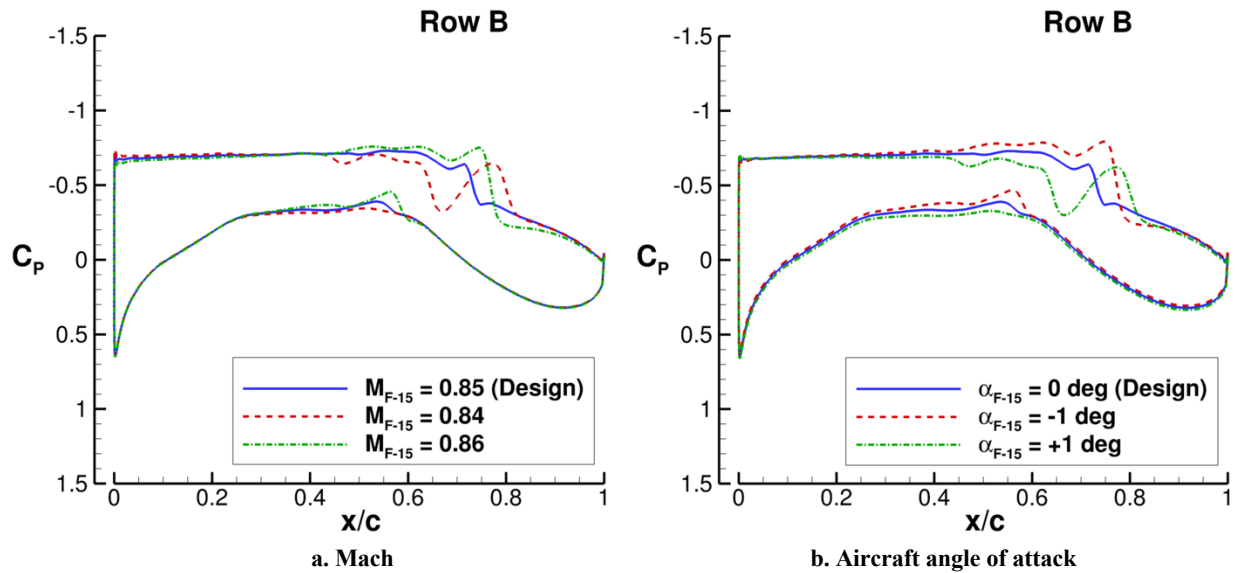 Row B
-1.5
-1
-0.5
0
0.5
1
1.5
C_P
0
0.2
0.4
0.6
0.8
1
x/c
M_F-15 = 0.85 (Design)
M_F-15 = 0.84
M_F-15 = 0.86
a. Mach
Row B
-1.5
-1
-0.5
0
0.5
1
1.5
C_P
0
0.2
0.4
0.6
0.8
1
x/c
α_F-15 = 0 deg (Design)
α_F-15 = -1 deg
α_F-15 = +1 deg
b. Aircraft angle of attack